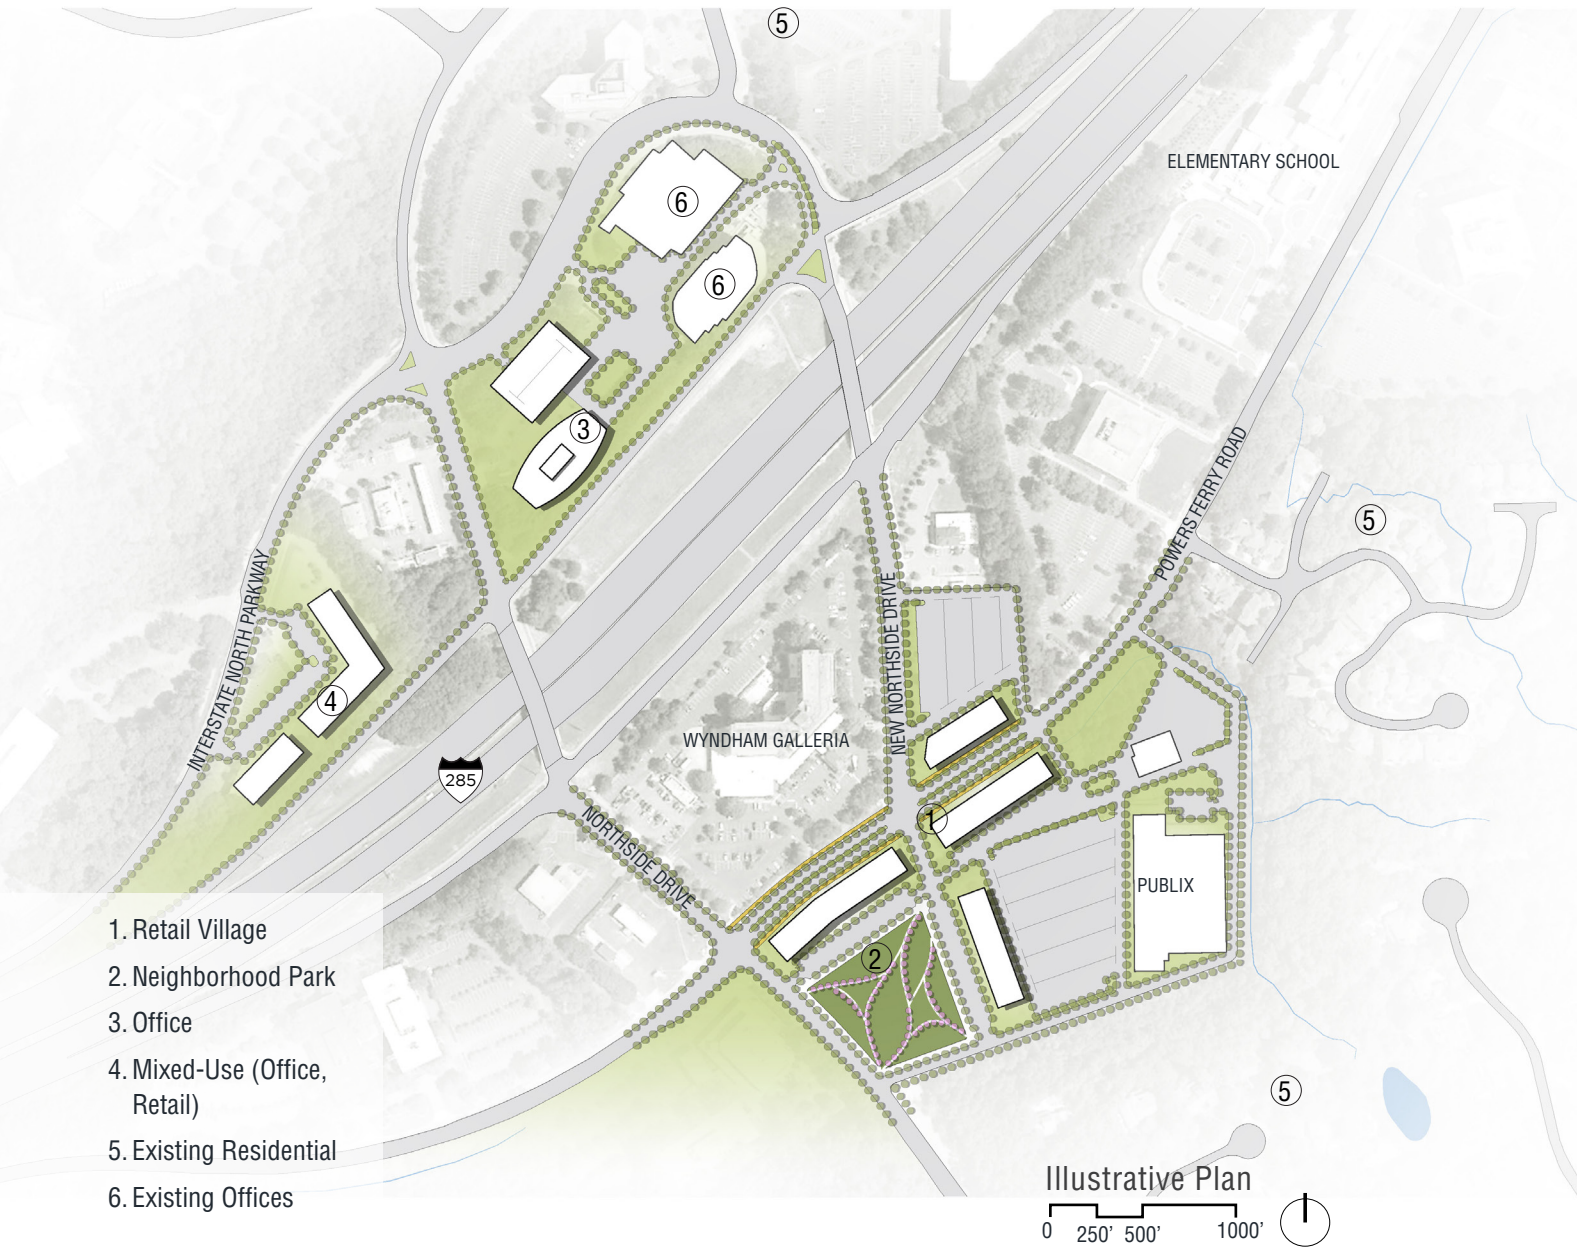 5
ELEMENTARY SCHOOL
6
6
3
POWERS FERRY ROAD
5
INTERSTATE NORTH PARKWAY
NEW NORTHSIDE DRIVE
4
WYNDHAM GALLERIA
285
1
NORTHSIDE DRIVE
PUBLIX
2
1. Retail Village
2. Neighborhood Park
3. Office
4. Mixed-Use (Office,
Retail)
5. Existing Residential
6. Existing Offices
5
Illustrative Plan
0 250' 500' 1000'